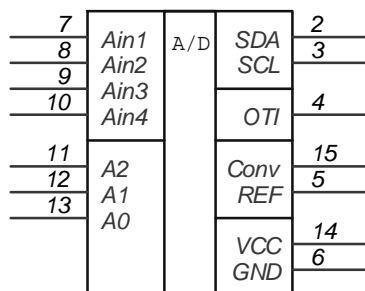 7 Ain1 A/D SDA 2
8 Ain2 SCL 3
9 Ain3
10 Ain4 OTI 4
11 A2 Conv 15
12 A1 REF 5
13 A0
VCC 14
GND 6